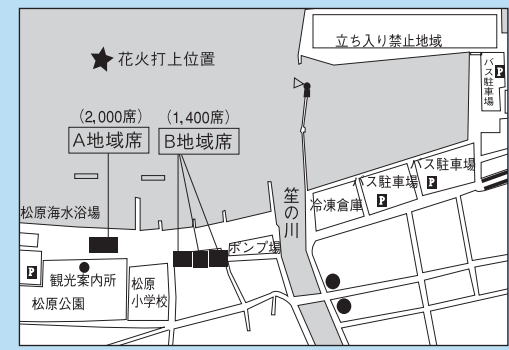 立ち入り禁止地域
★花火打上位置
バス駐車場
P
(2,000席)
A地域席
(1,400席)
B地域席
バス駐車場
P
バス駐車場
P
笙の川
冷凍倉庫
松原海水浴場
ポンプ場
P
観光案内所
松原公園
松原
小学校